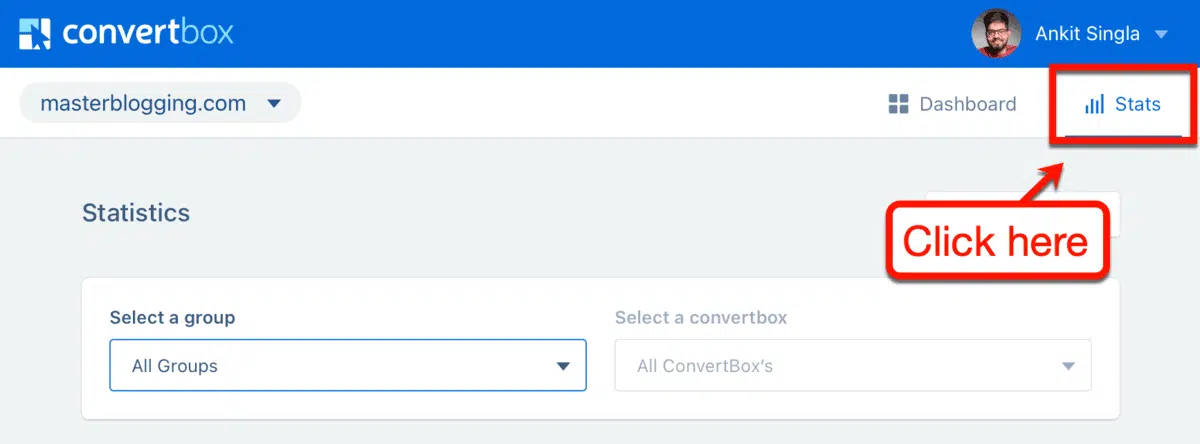 convertbox
Ankit Singla
masterblogging.com
Dashboard
Stats
Statistics
Click here
Select a group
Select a convertbox
All Groups
All ConvertBox's